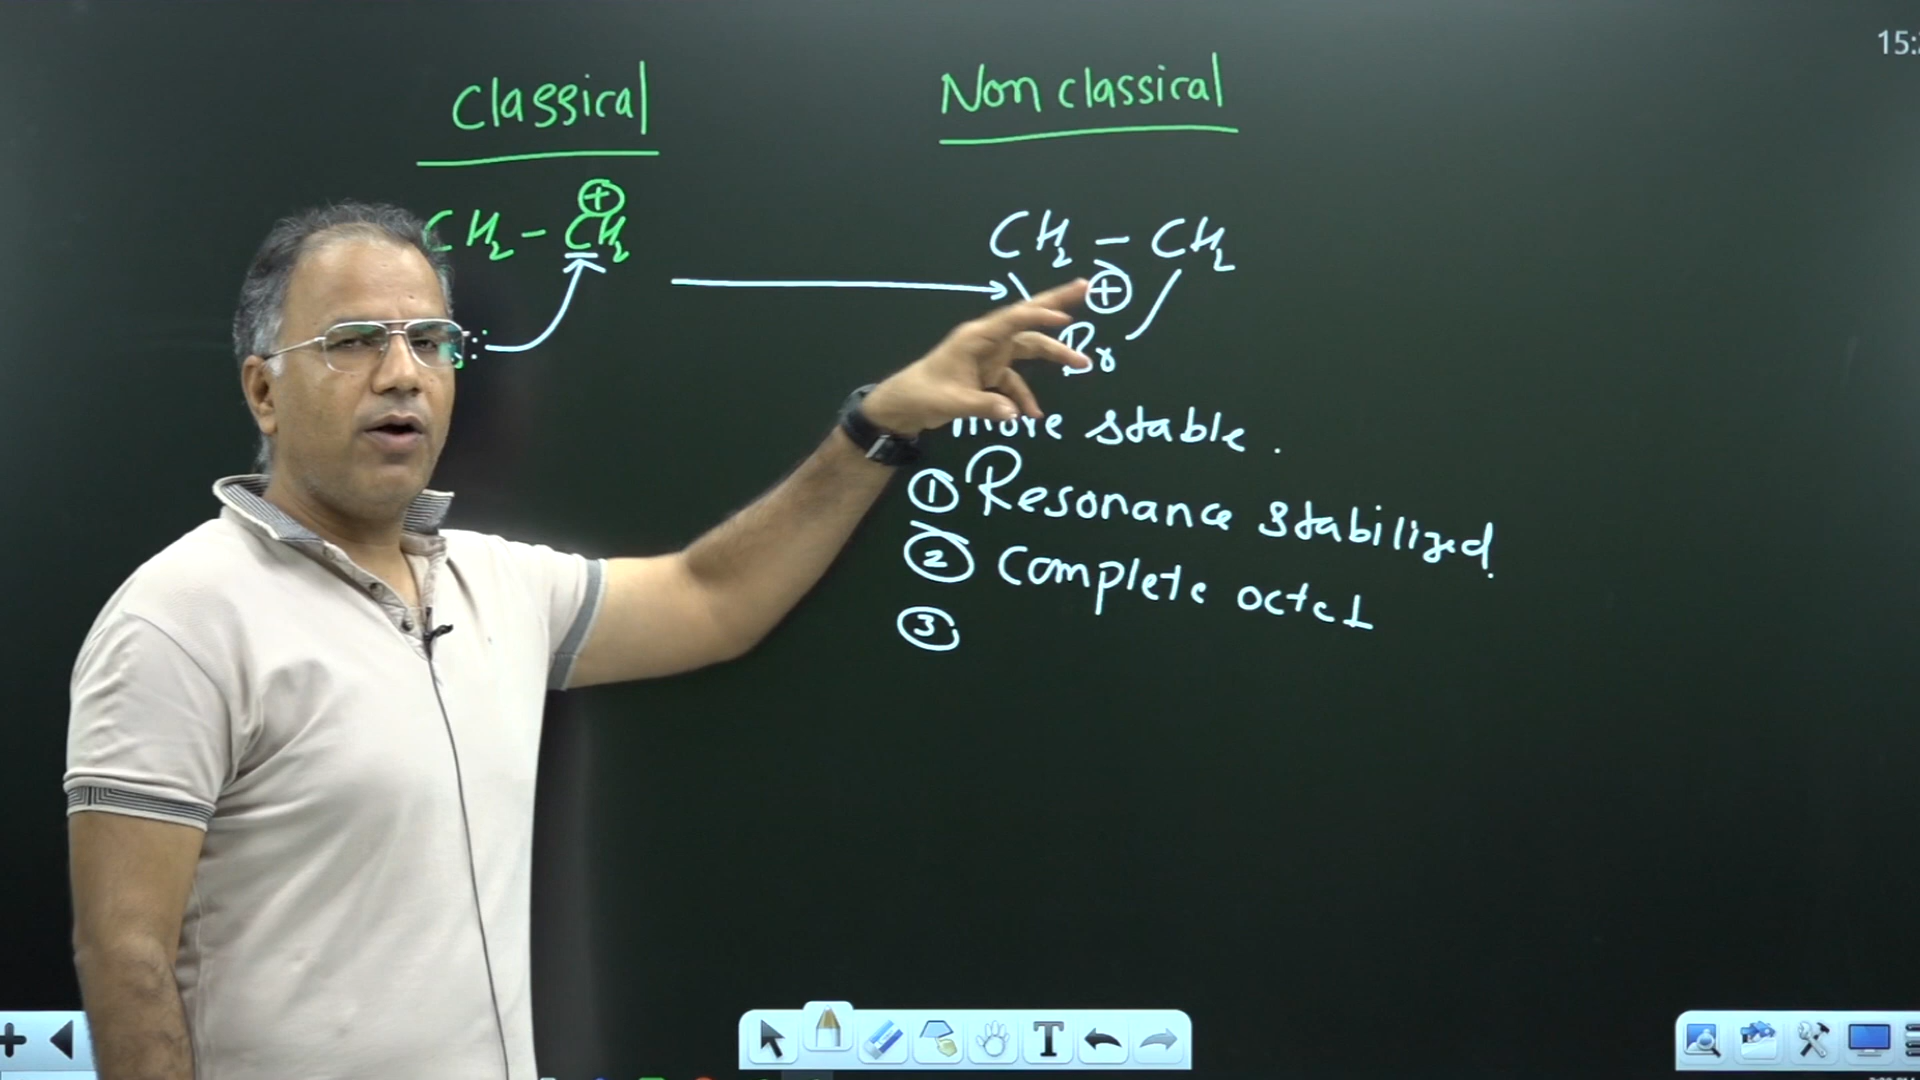 15:
Classical
Non classical
CH2 - CH2
⊕
CH2 - CH2
⊕
Br
more stable.
① Resonance stabilized.
② Complete octet
③
T